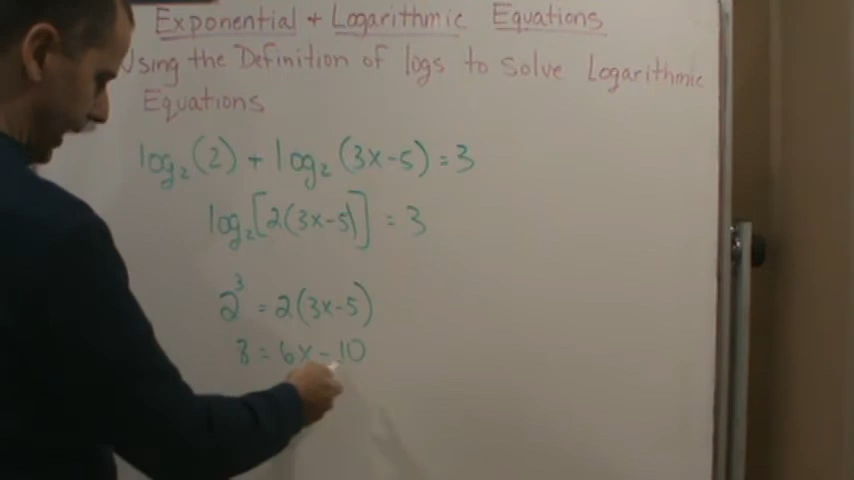 Exponential + Logarithmic Equations
Using the Definition of logs to solve Logarithmic
Equations
log₂(2) + log₂(3x-5) = 3
log₂[2(3x-5)] = 3
2³ = 2(3x-5)
8 = 6x - 10